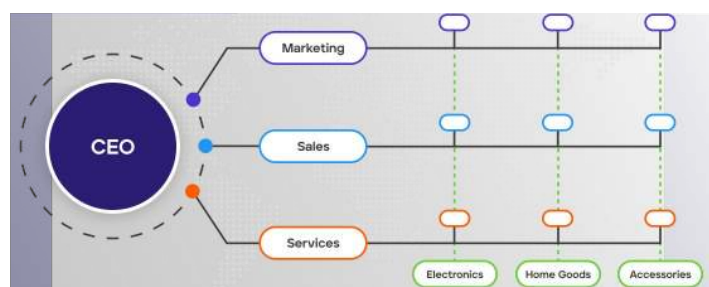 Marketing
CEO
Sales
Services
Electronics
Home Goods
Accessories